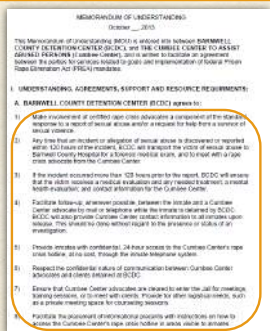 MEMORANDUM OF UNDERSTANDING
October __, 2015
This Memorandum of Understanding (MOU) is entered into between BARNWELL
COUNTY DETENTION CENTER (BCDC) and THE CUMBEE CENTER TO ASSIST
ABUSED PERSONS (Cumbee Center), and is written to facilitate an agreement
between the parties for services related to goals and implementation of federal Prison
Rape Elimination Act (PREA) mandates.
I. UNDERSTANDING, AGREEMENTS, SUPPORT AND RESOURCE REQUIREMENTS:
A. BARNWELL COUNTY DETENTION CENTER (BCDC) agrees to:
1) Make involvement of certified rape crisis advocates a component of the standard
response to a report of sexual abuse and/or a request for help from a survivor of
sexual violence.
2) Any time that an incident or allegation of sexual abuse is discovered or reported
within 120 hours of the incident, BCDC will transport the victim of sexual abuse to
Barnwell County Hospital for a forensic medical exam, and to meet with a rape
crisis advocate from the Cumbee Center.
3) If the incident occurred more than 120 hours prior to the report, BCDC will ensure
that the victim receives a medical evaluation and any needed treatment, a mental
health evaluation, and contact information for the Cumbee Center.
4) Facilitate follow-up, whenever possible, between the inmate and a Cumbee
Center advocate by mail or telephone while the inmate is detained by BCDC.
BCDC will also provide Cumbee Center contact information to all inmates upon
release. This should be done without regard to the presence or status of an
investigation.
5) Provide inmates with confidential, 24-hour access to the Cumbee Center's rape
crisis hotline, at no cost, through the inmate telephone system.
6) Respect the confidential nature of communication between Cumbee Center
advocates and clients detained at BCDC.
7) Ensure that Cumbee Center advocates are cleared to enter the Jail for meetings,
training sessions, or to meet with clients. Provide for other logistical needs, such
as a private meeting space for counseling sessions.
8) Facilitate the placement of informational placards with instructions on how to
access the Cumbee Center's rape crisis hotline in areas visible to inmates